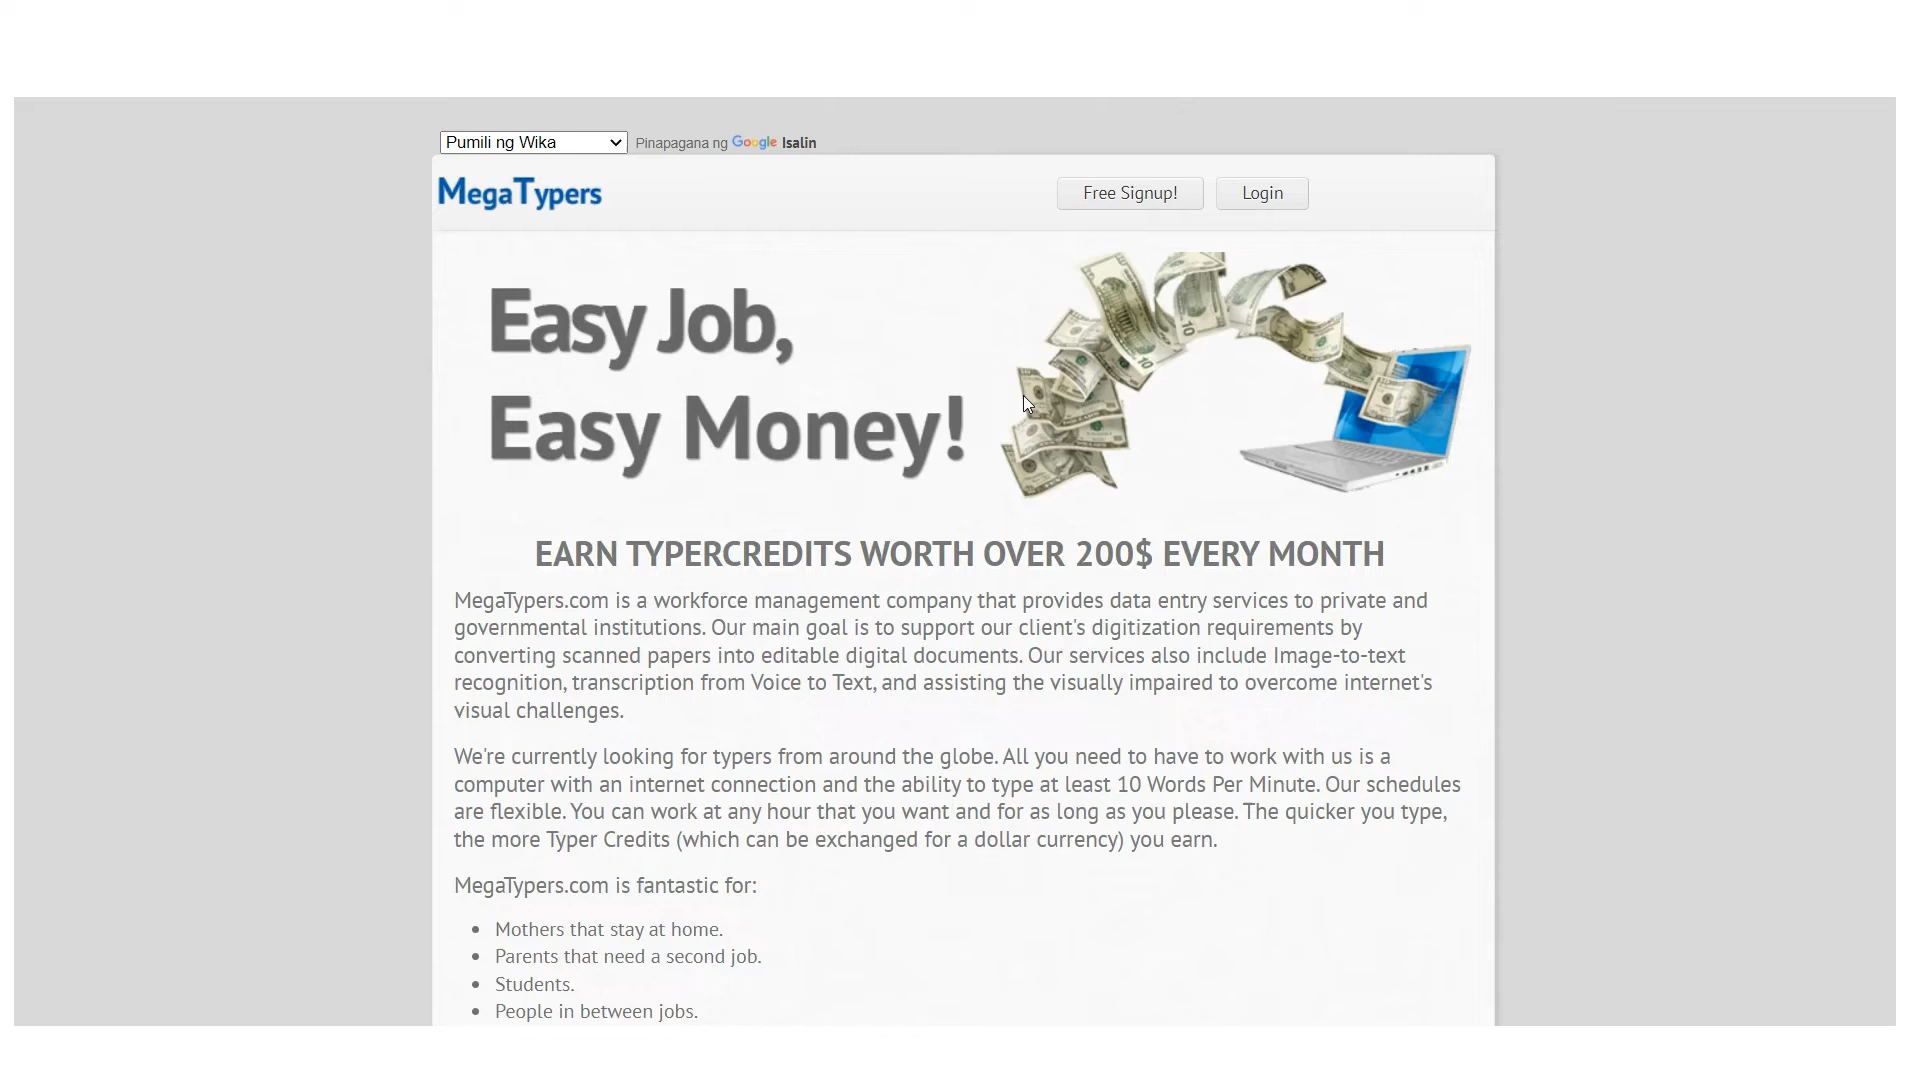 Pumili ng Wika
Pinapagana ng Google Isalin
MegaTypers
Free Signup!
Login
Easy Job,
Easy Money!
EARN TYPERCREDITS WORTH OVER 200$ EVERY MONTH
MegaTypers.com is a workforce management company that provides data entry services to private and
governmental institutions. Our main goal is to support our client's digitization requirements by
converting scanned papers into editable digital documents. Our services also include Image-to-text
recognition, transcription from Voice to Text, and assisting the visually impaired to overcome internet's
visual challenges.
We're currently looking for typers from around the globe. All you need to have to work with us is a
computer with an internet connection and the ability to type at least 10 Words Per Minute. Our schedules
are flexible. You can work at any hour that you want and for as long as you please. The quicker you type,
the more Typer Credits (which can be exchanged for a dollar currency) you earn.
MegaTypers.com is fantastic for:
• Mothers that stay at home.
• Parents that need a second job.
• Students.
• People in between jobs.